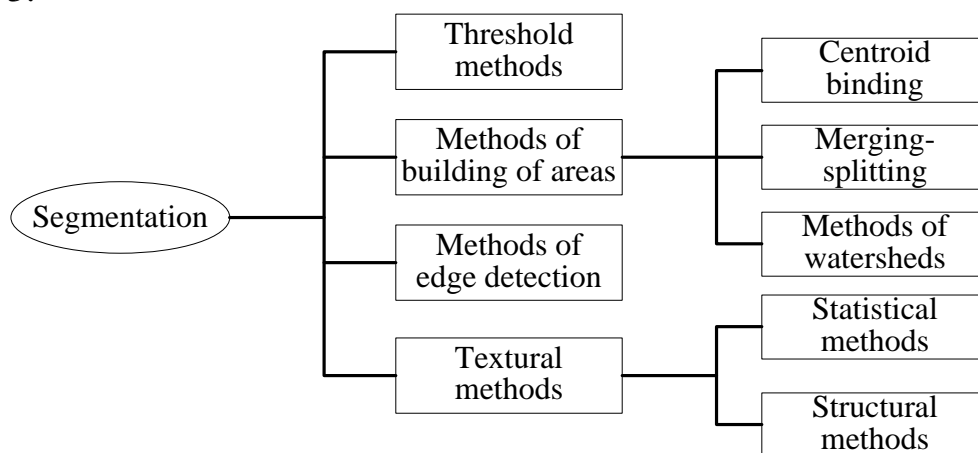 Threshold
methods
Centroid
binding
Methods of
building of areas
Merging-
splitting
Segmentation
Methods of
edge detection
Methods of
watersheds
Textural
methods
Statistical
methods
Structural
methods